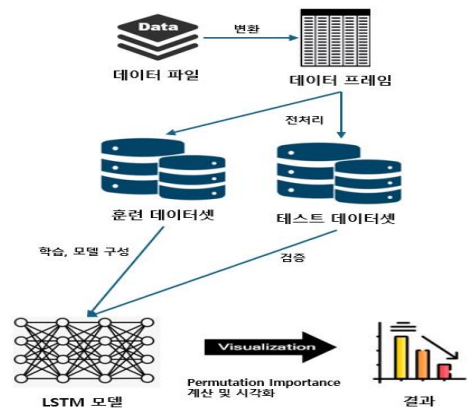 Data
변환
데이터 파일
데이터 프레임
전처리
훈련 데이터셋
테스트 데이터셋
학습, 모델 구성
검증
Visualization
Permutation Importance
계산 및 시각화
LSTM 모델
결과